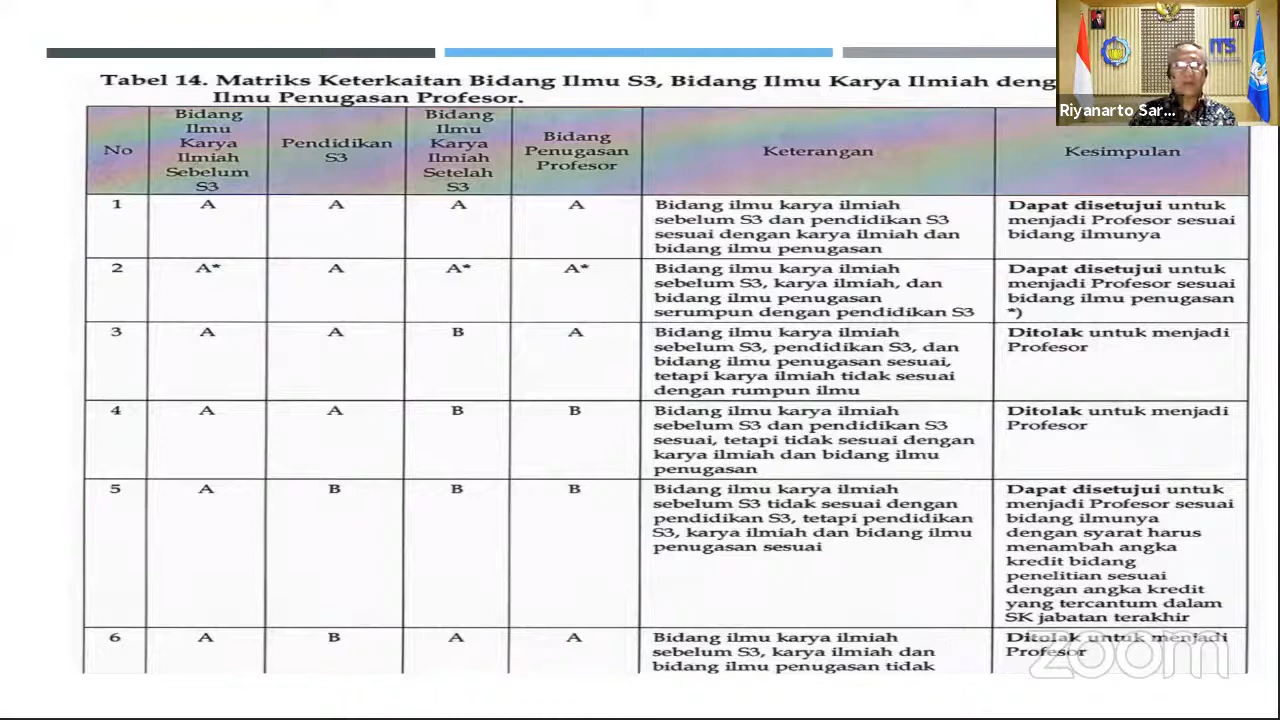 Tabel 14. Matriks Keterkaitan Bidang Ilmu S3, Bidang Ilmu Karya Ilmiah
Ilmu Penugasan Profesor.
ITS
Riyanarto Sar...
No
Bidang
Ilmu
Karya
Ilmiah
Sebelum
S3
Pendidikan
S3
Bidang
Ilmu
Karya
Ilmiah
Setelah
S3
Bidang
Penugasan
Profesor
Keterangan
Kesimpulan
1
A
A
A
A
Bidang ilmu karya ilmiah
sebelum S3 dan pendidikan S3
sesuai dengan karya ilmiah dan
bidang ilmu penugasan
Dapat disetujui untuk
menjadi Profesor sesuai
bidang ilmunya
2
A*
A
A*
A*
Bidang ilmu karya ilmiah
sebelum S3, karya ilmiah, dan
bidang ilmu penugasan
serumpun dengan pendidikan S3
Dapat disetujui untuk
menjadi Profesor sesuai
bidang ilmu penugasan
*)
3
A
A
B
A
Bidang ilmu karya ilmiah
sebelum S3, pendidikan S3, dan
bidang ilmu penugasan sesuai,
tetapi karya ilmiah tidak sesuai
dengan rumpun ilmu
Ditolak untuk menjadi
Profesor
4
A
A
B
B
Bidang ilmu karya ilmiah
sebelum S3 dan pendidikan S3
sesuai, tetapi tidak sesuai dengan
karya ilmiah dan bidang ilmu
penugasan
Ditolak untuk menjadi
Profesor
5
A
B
B
B
Bidang ilmu karya ilmiah
sebelum S3 tidak sesuai dengan
pendidikan S3, tetapi pendidikan
S3, karya ilmiah dan bidang ilmu
penugasan sesuai
Dapat disetujui untuk
menjadi Profesor sesuai
bidang ilmunya
dengan syarat harus
menambah angka
kredit bidang
penelitian sesuai
dengan angka kredit
yang tercantum dalam
SK jabatan terakhir
6
A
B
A
A
Bidang ilmu karya ilmiah
sebelum S3, karya ilmiah dan
bidang ilmu penugasan tidak
Ditolak untuk menjadi
Profesor
zoom